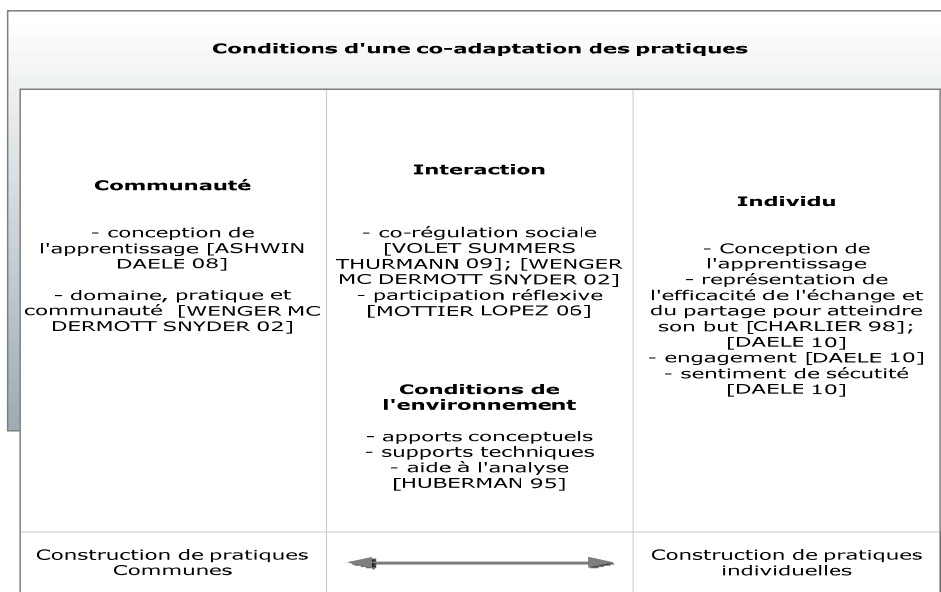 Conditions d'une co-adaptation des pratiques
Communauté
- conception de
l'apprentissage [ASHWIN
DAELE 08]
- domaine, pratique et
communauté [WENGER MC
DERMOTT SNYDER 02]
Interaction
- co-régulation sociale
[VOLET SUMMERS
THURMANN 09]; [WENGER
MC DERMOTT SNYDER 02]
- participation réflexive
[MOTTIER LOPEZ 06]
Conditions de
l'environnement
- apports conceptuels
- supports techniques
- aide à l'analyse
[HUBERMAN 95]
Individu
- Conception de
l'apprentissage
- représentation de
l'efficacité de l'échange et
du partage pour atteindre
son but [CHARLIER 98];
[DAELE 10]
- engagement [DAELE 10]
- sentiment de sécutité
[DAELE 10]
Construction de pratiques
Communes
Construction de pratiques
individuelles